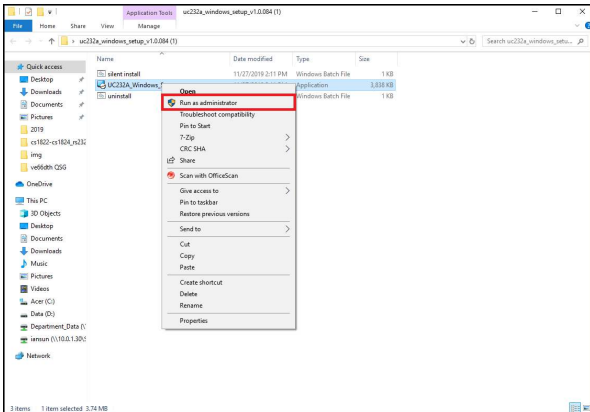 Application Tools uc232a_windows_setup_v1.0.084 (1)
File Home Share View Manage
uc232a_windows_setup_v1.0.084 (1) Search uc232a_windows_setu...
Name Date modified Type Size
Quick access
Desktop
Downloads
Documents
Pictures
2019
cs1822-cs1824_rs232
img
ve66dth QSG
OneDrive
This PC
3D Objects
Desktop
Documents
Downloads
Music
Pictures
Videos
Acer (C:)
Data (D:)
Department_Data (\\
iansun (\\10.0.1.30\
Network
silent install 11/27/2019 2:11 PM Windows Batch File 1 KB
UC232A_Windows_ Application 3,838 KB
uninstall Windows Batch File 1 KB
Open
Run as administrator
Troubleshoot compatibility
Pin to Start
7-Zip
CRC SHA
Share
Scan with OfficeScan
Give access to
Pin to taskbar
Restore previous versions
Send to
Cut
Copy
Paste
Create shortcut
Delete
Rename
Properties
3 items 1 item selected 3.74 MB